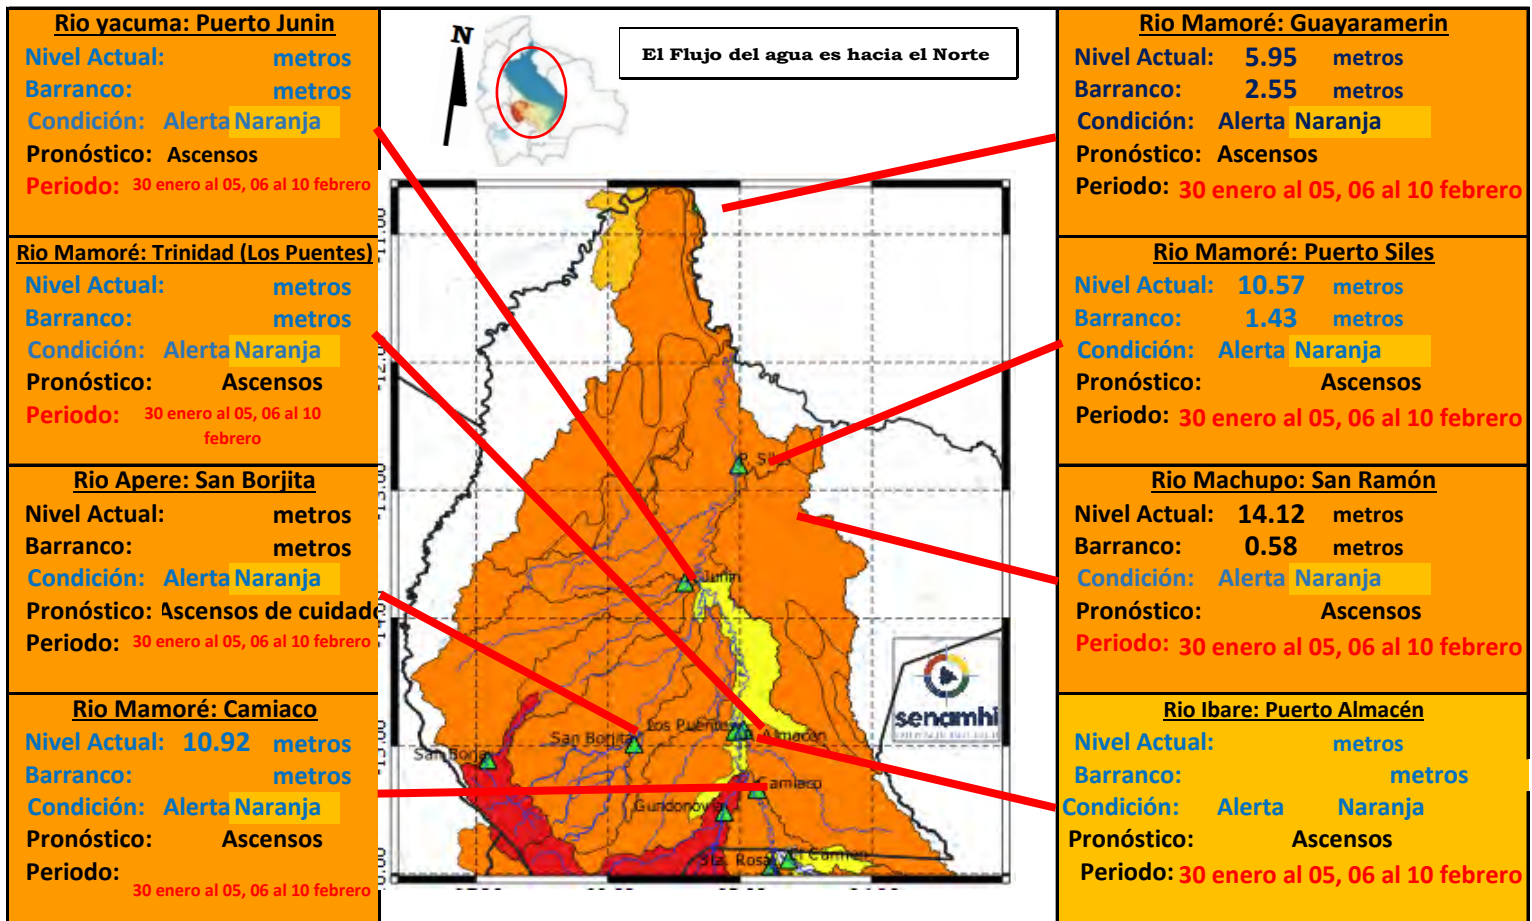 Rio yacuma: Puerto Junin
Nivel Actual: metros
Barranco: metros
Condición: Alerta Naranja
Pronóstico: Ascensos
Periodo: 30 enero al 05, 06 al 10 febrero
Rio Mamoré: Trinidad (Los Puentes)
Nivel Actual: metros
Barranco: metros
Condición: Alerta Naranja
Pronóstico: Ascensos
Periodo: 30 enero al 05, 06 al 10
febrero
Rio Apere: San Borjita
Nivel Actual: metros
Barranco: metros
Condición: Alerta Naranja
Pronóstico: Ascensos de cuidado
Periodo: 30 enero al 05, 06 al 10 febrero
Rio Mamoré: Camiaco
Nivel Actual: 10.92 metros
Barranco: metros
Condición: Alerta Naranja
Pronóstico: Ascensos
Periodo:
30 enero al 05, 06 al 10 febrero
N
El Flujo del agua es hacia el Norte
P. Siles
Junin
Los Puentes
P. Almacén
San Borjita
San Borja
Camiaco
Gundonovia
Sta. Rosa
El Carmen
senamhi
Rio Mamoré: Guayaramerin
Nivel Actual: 5.95 metros
Barranco: 2.55 metros
Condición: Alerta Naranja
Pronóstico: Ascensos
Periodo: 30 enero al 05, 06 al 10 febrero
Rio Mamoré: Puerto Siles
Nivel Actual: 10.57 metros
Barranco: 1.43 metros
Condición: Alerta Naranja
Pronóstico: Ascensos
Periodo: 30 enero al 05, 06 al 10 febrero
Rio Machupo: San Ramón
Nivel Actual: 14.12 metros
Barranco: 0.58 metros
Condición: Alerta Naranja
Pronóstico: Ascensos
Periodo: 30 enero al 05, 06 al 10 febrero
Rio Ibare: Puerto Almacén
Nivel Actual: metros
Barranco: metros
Condición: Alerta Naranja
Pronóstico: Ascensos
Periodo: 30 enero al 05, 06 al 10 febrero